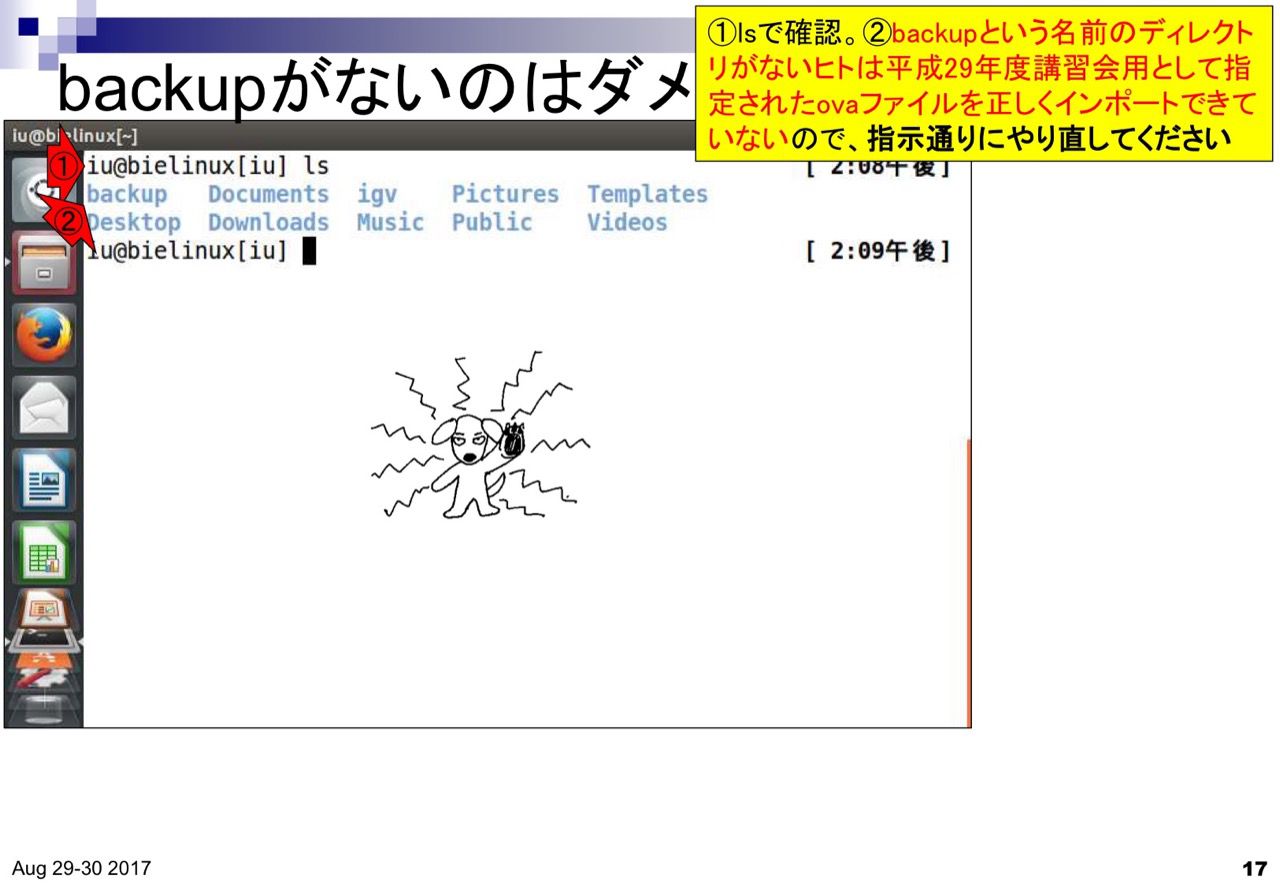 ①lsで確認。②backupという名前のディレクト
リがないヒトは平成29年度講習会用として指
定されたovaファイルを正しくインポートできて
いないので、指示通りにやり直してください
backupがないのはダメ
iu@bielinux[~]
① iu@bielinux[iu] ls [ 2:08午後]
backup Documents igv Pictures Templates
② Desktop Downloads Music Public Videos
iu@bielinux[iu] [ 2:09午後]
Aug 29-30 2017
17